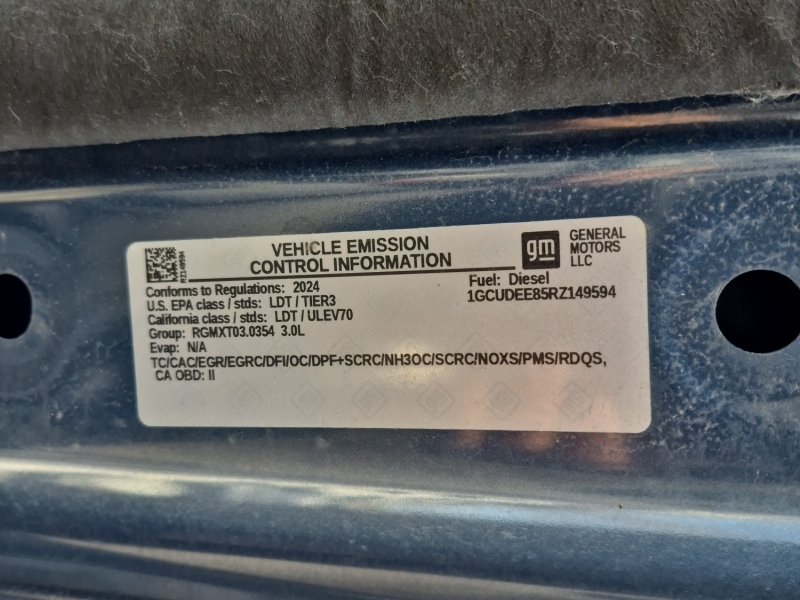 RZ149594
VEHICLE EMISSION
CONTROL INFORMATION
gm
GENERAL
MOTORS
LLC
Conforms to Regulations: 2024
Fuel: Diesel
U.S. EPA class / stds: LDT / TIER3
1GCUDEE85RZ149594
California class / stds: LDT / ULEV70
Group: RGMXT03.0354 3.0L
Evap: N/A
TC/CAC/EGR/EGRC/DFI/OC/DPF+SCRC/NH3OC/SCRC/NOXS/PMS/RDQS,
CA OBD: II